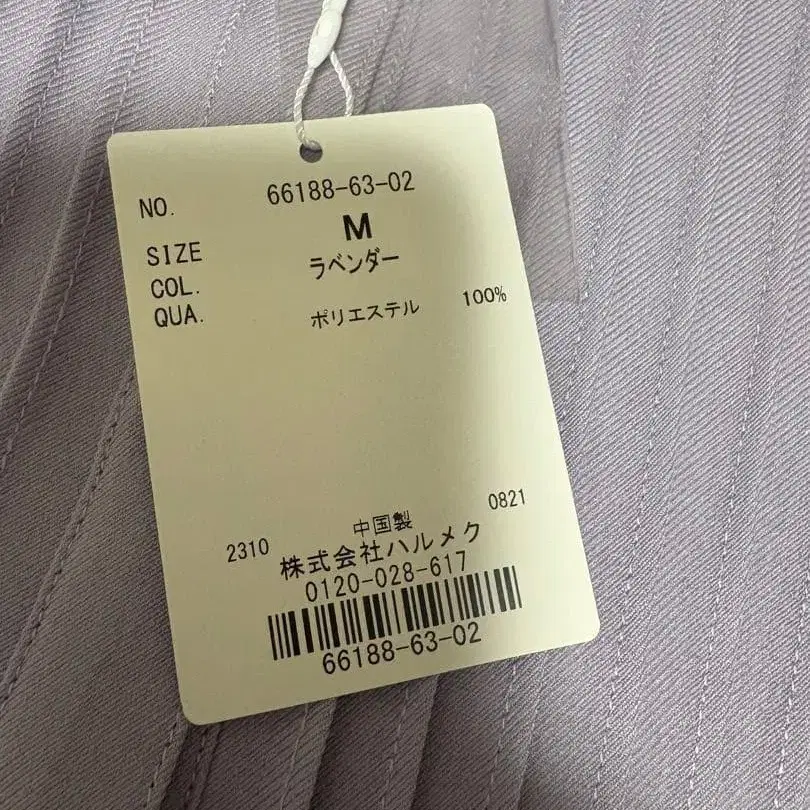 NO. 66188-63-02
SIZE M
COL. ラベンダー
QUA. ポリエステル 100%
2310 中国製 0821
株式会社ハルメク
0120-028-617
66188-63-02